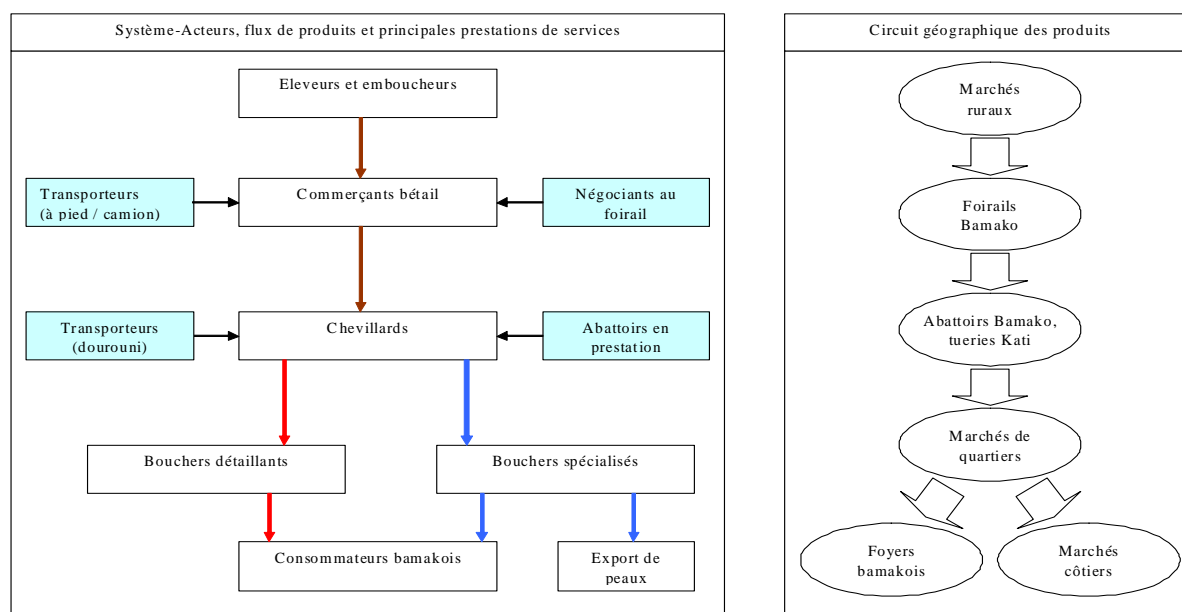 Système-Acteurs, flux de produits et principales prestations de services
Eleveurs et emboucheurs
Transporteurs
(à pied / camion)
Commerçants bétail
Négociants au
foirail
Transporteurs
(dourouni)
Chevillards
Abattoirs en
prestation
Bouchers détaillants
Bouchers spécialisés
Consommateurs bamakois
Export de
peaux
Circuit géographique des produits
Marchés
ruraux
Foirails
Bamako
Abattoirs Bamako,
tueries Kati
Marchés de
quartiers
Foyers
bamakois
Marchés
côtiers